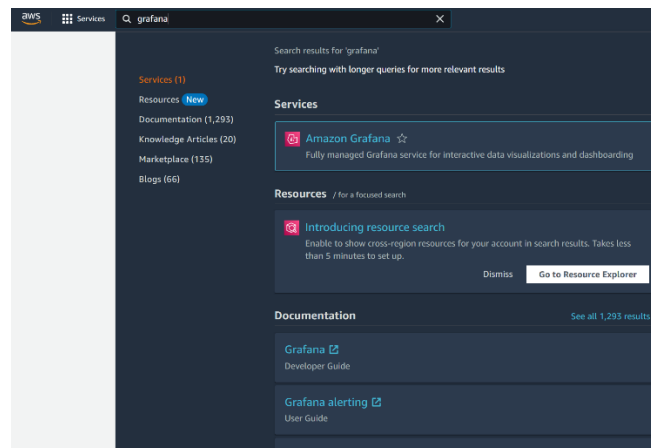 aws
Services
grafana
Search results for 'grafana'
Try searching with longer queries for more relevant results
Services (1)
Resources New
Documentation (1,293)
Knowledge Articles (20)
Marketplace (135)
Blogs (66)
Services
Amazon Grafana
Fully managed Grafana service for interactive data visualizations and dashboarding
Resources / for a focused search
Introducing resource search
Enable to show cross-region resources for your account in search results. Takes less
than 5 minutes to set up.
Dismiss
Go to Resource Explorer
Documentation
See all 1,293 results
Grafana
Developer Guide
Grafana alerting
User Guide